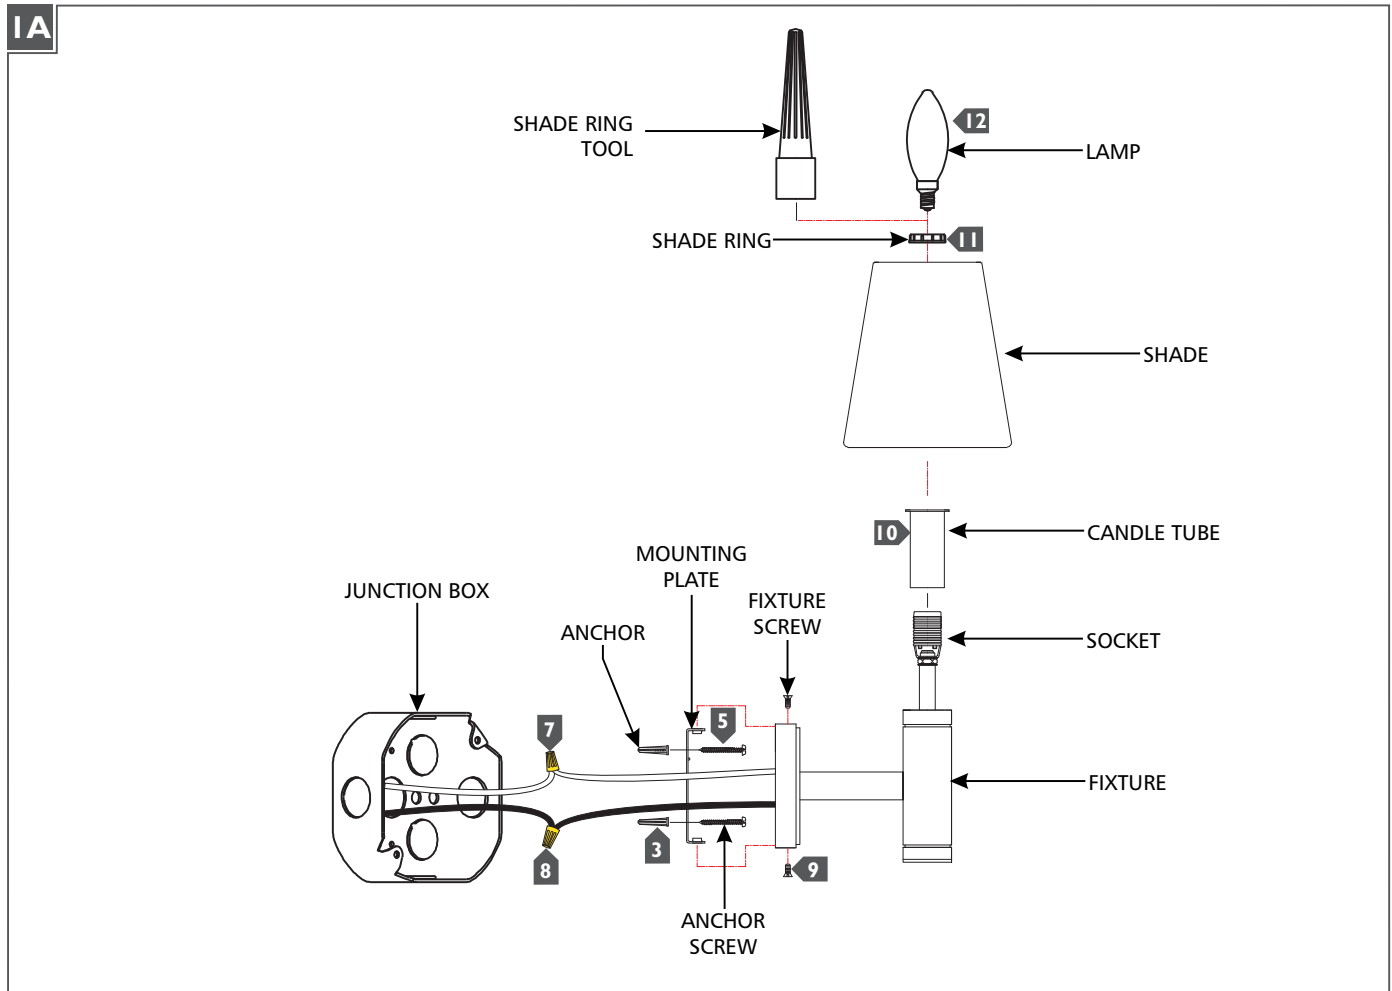 1A
SHADE RING
TOOL
12
LAMP
SHADE RING
11
SHADE
10
CANDLE TUBE
MOUNTING
PLATE
JUNCTION BOX
FIXTURE
SCREW
ANCHOR
SOCKET
7
5
FIXTURE
3
8
9
ANCHOR
SCREW